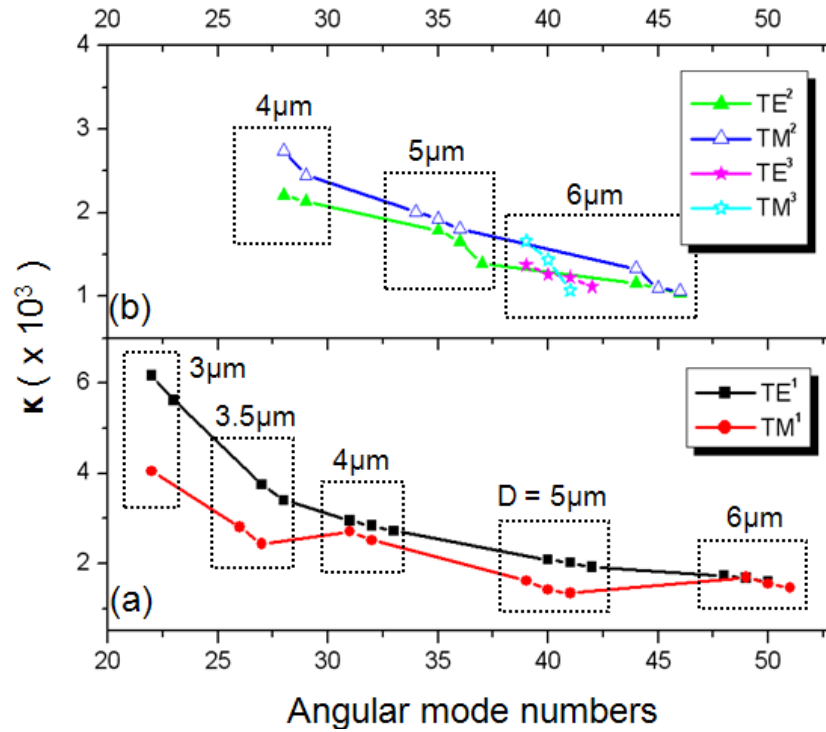 20 25 30 35 40 45 50
4
3
2
1
4µm
5µm
6µm
TE²
TM²
TE³
TM³
(b)
κ ( x 10³ )
6
4
2
3µm
3.5µm
4µm
D = 5µm
6µm
TE¹
TM¹
(a)
20 25 30 35 40 45 50
Angular mode numbers